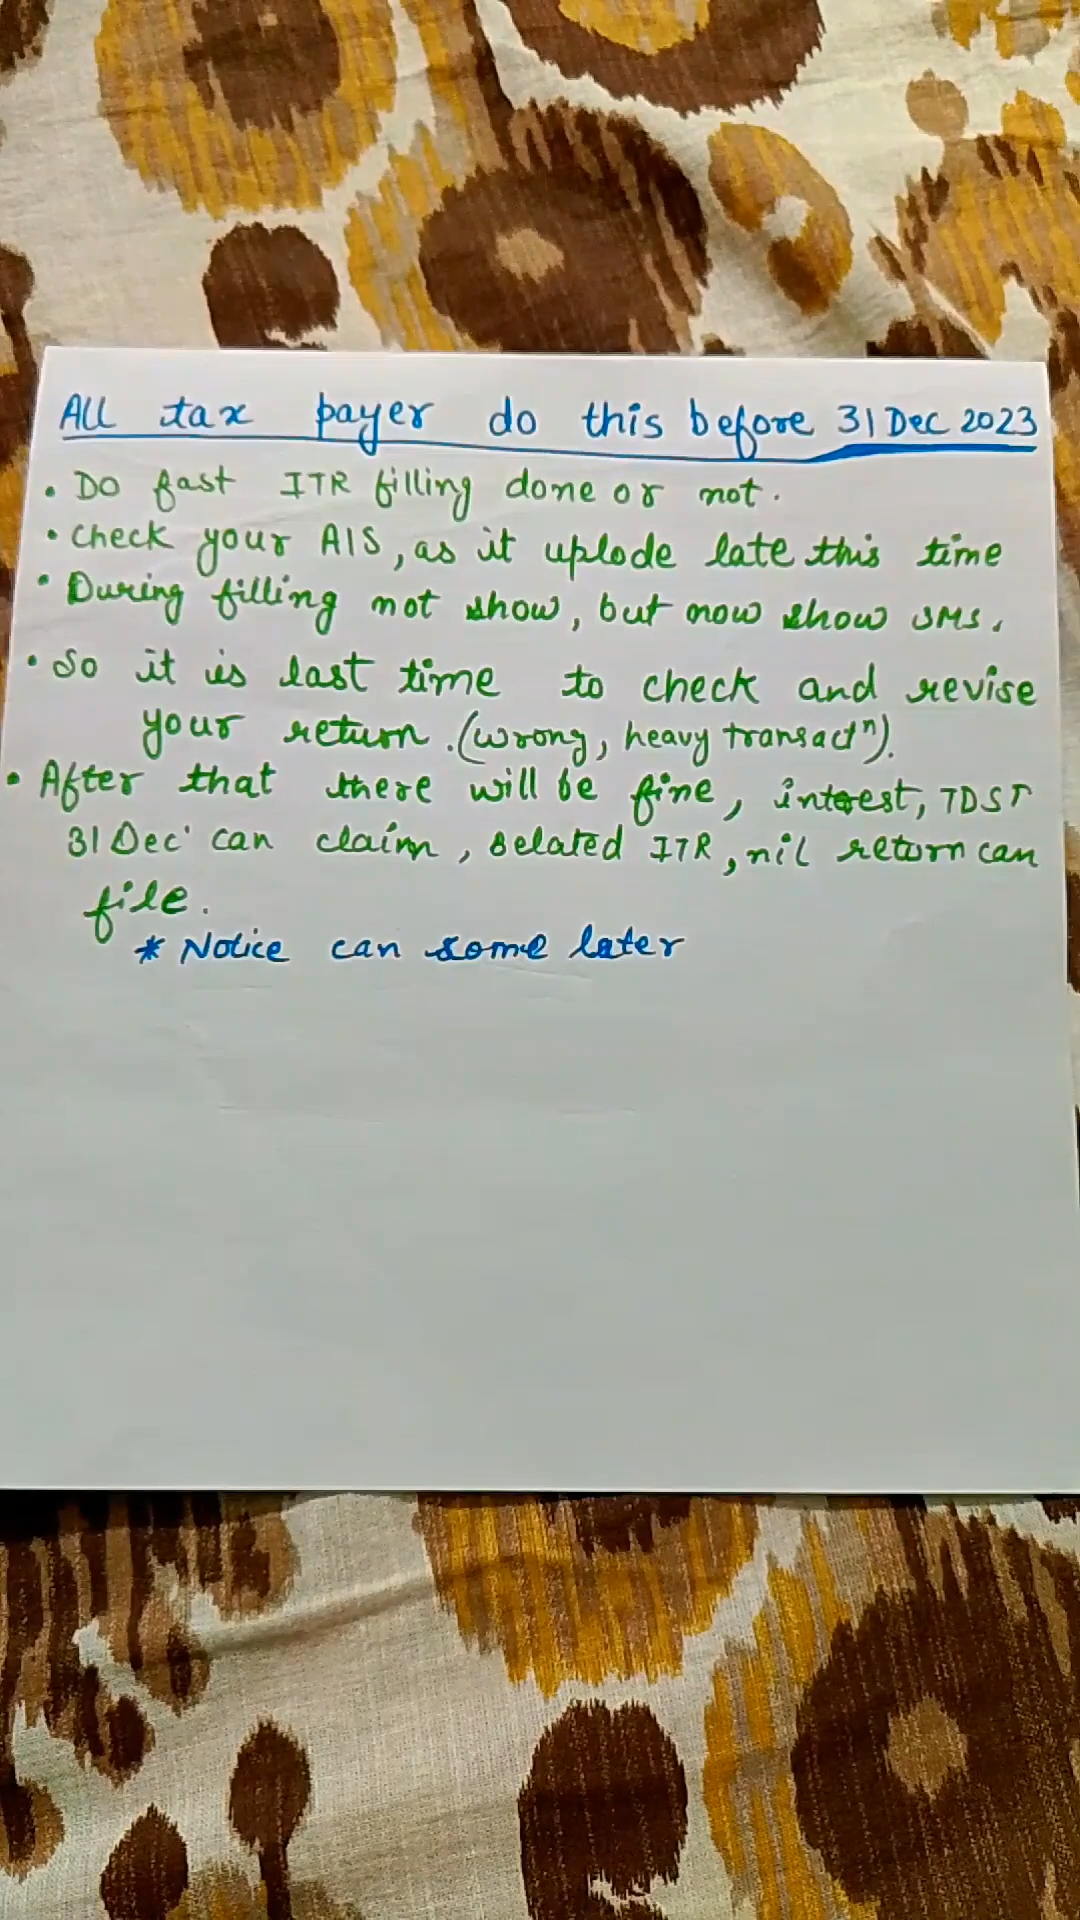 All tax payer do this before 31 Dec 2023
• Do fast ITR filling done or not.
• check your AIS, as it uplode late this time
• During filling not show, but now show SMS.
• So it is last time to check and revise
your return. (wrong, heavy transactⁿ).
• After that there will be fine, interest, TDS↑
31 Dec' can claim, belated ITR, nil return can
file.
* Notice can some later